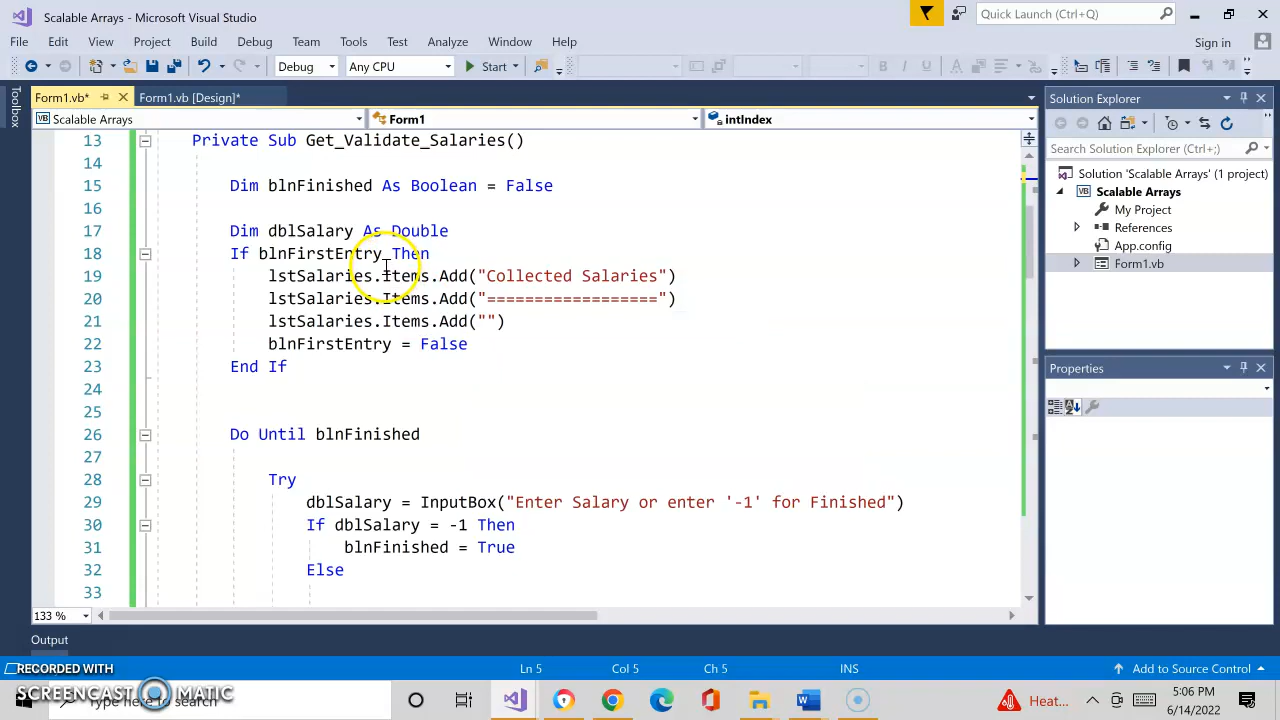 Scalable Arrays - Microsoft Visual Studio
Quick Launch (Ctrl+;)
File Edit View Project Build Debug Team Tools Test Analyze Window Help
Sign in
Debug Any CPU Start
Toolbox
Form1.vb* Form1.vb [Design]*
Scalable Arrays Form1 intIndex
13 Private Sub Get_Validate_Salaries()
14
15 Dim blnFinished As Boolean = False
16
17 Dim dblSalary As Double
18 If blnFirstEntry Then
19 lstSalaries.Items.Add("Collected Salaries")
20 lstSalaries.Items.Add("==================")
21 lstSalaries.Items.Add("")
22 blnFirstEntry = False
23 End If
24
25
26 Do Until blnFinished
27
28 Try
29 dblSalary = InputBox("Enter Salary or enter '-1' for Finished")
30 If dblSalary = -1 Then
31 blnFinished = True
32 Else
33
133 %
Solution Explorer
Search Solution Explorer (Ctrl+;)
Solution 'Scalable Arrays' (1 project)
Scalable Arrays
My Project
References
App.config
Form1.vb
Properties
Output
Ln 5 Col 5 Ch 5 INS Add to Source Control
RECORDED WITH
SCREENCAST MATIC
here to search
Heat...
5:06 PM
6/14/2022